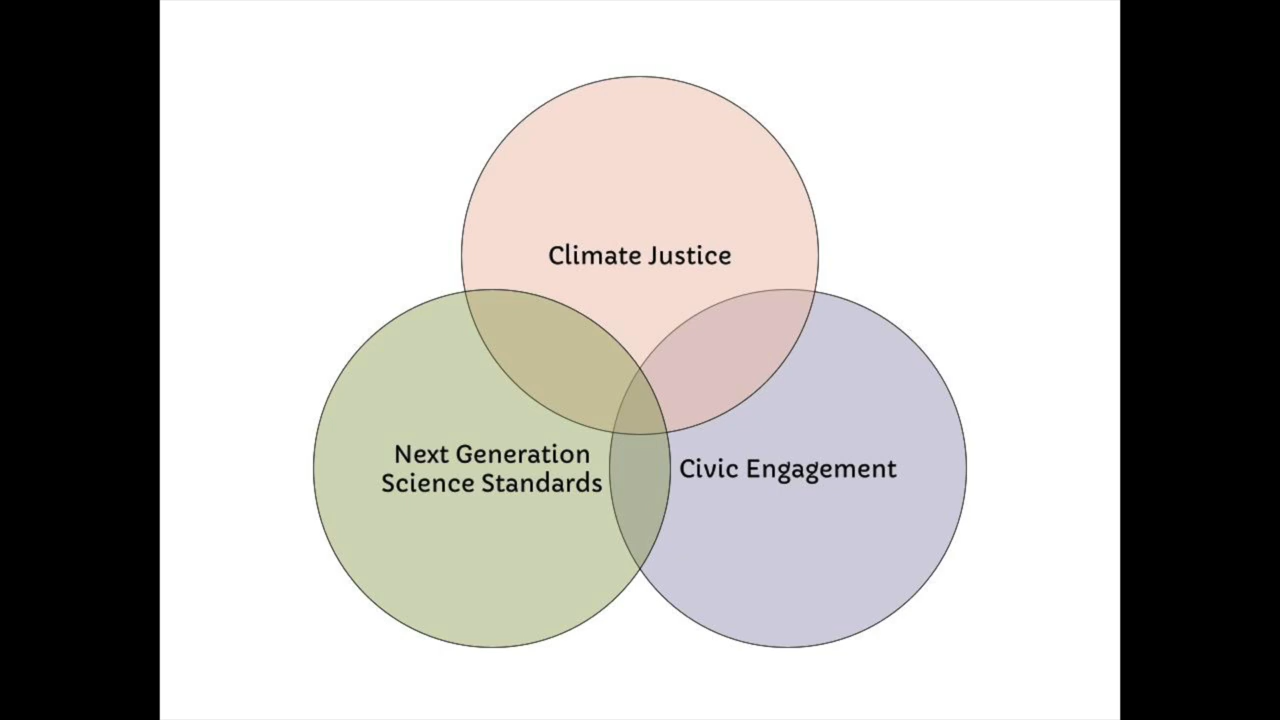 Climate Justice
Next Generation
Science Standards
Civic Engagement